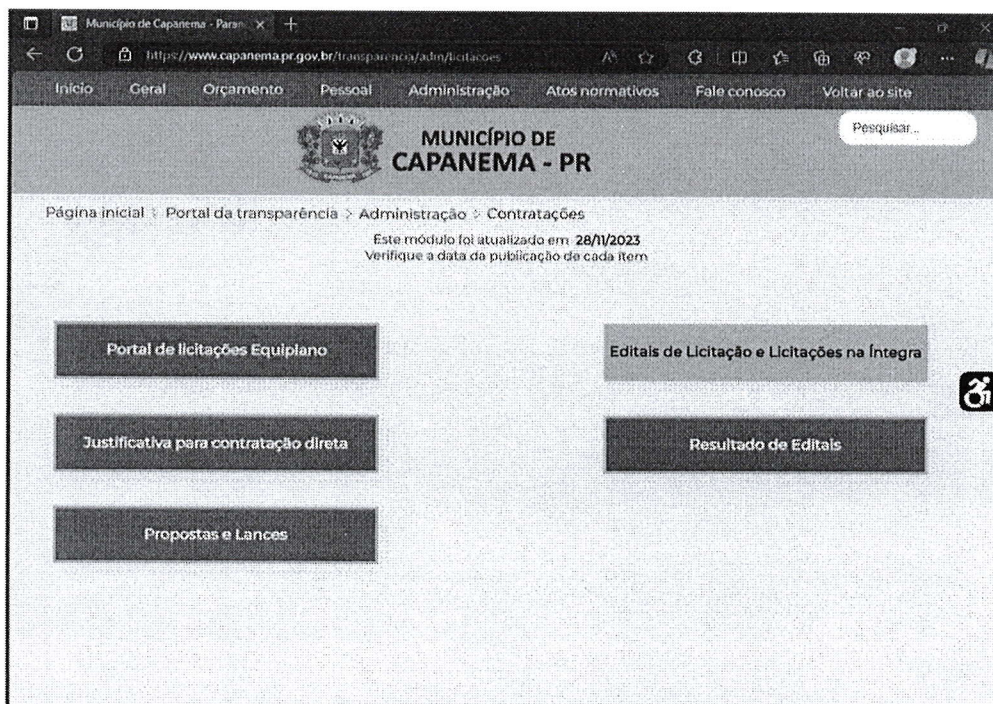 Município de Capanema - Paran
https://www.capanema.pr.gov.br/transparencia/adm/licitacoes
Início Geral Orçamento Pessoal Administração Atos normativos Fale conosco Voltar ao site
Pesquisar...
MUNICÍPIO DE
CAPANEMA - PR
Página inicial > Portal da transparência > Administração > Contratações
Este módulo foi atualizado em 28/11/2023
Verifique a data da publicação de cada item
Portal de licitações Equiplano
Editais de Licitação e Licitações na Íntegra
Justificativa para contratação direta
Resultado de Editais
Propostas e Lances